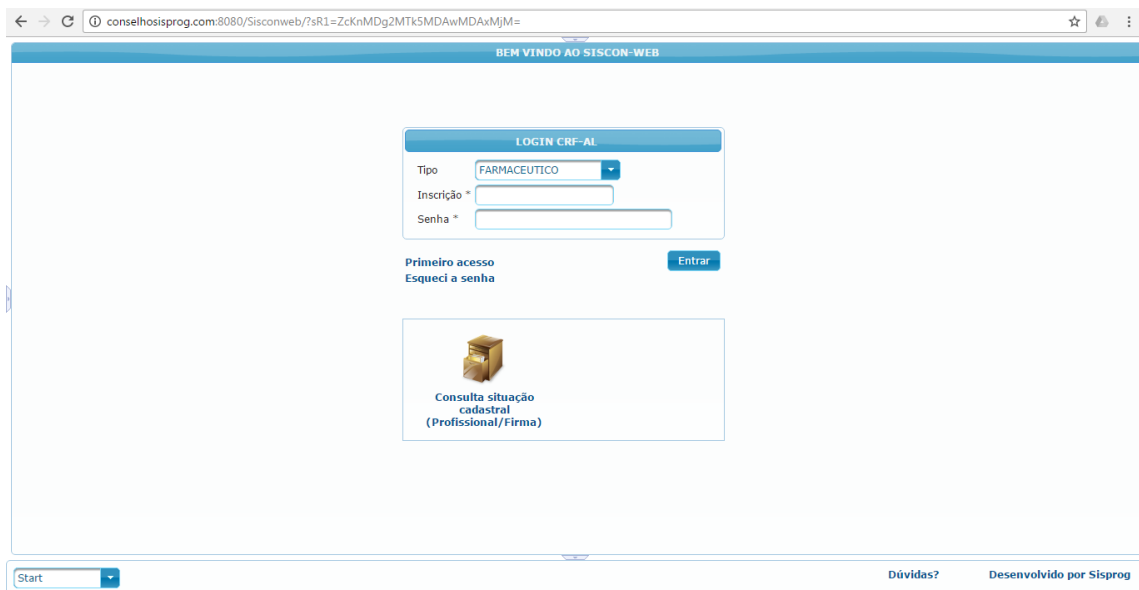 conselhosisprog.com:8080/Sisconweb/?sR1=ZcKnMDg2MTk5MDAwMDAxMjM=
BEM VINDO AO SISCON-WEB
LOGIN CRF-AL
Tipo FARMACEUTICO
Inscrição *
Senha *
Primeiro acesso Entrar
Esqueci a senha
Consulta situação
cadastral
(Profissional/Firma)
Start Dúvidas? Desenvolvido por Sisprog